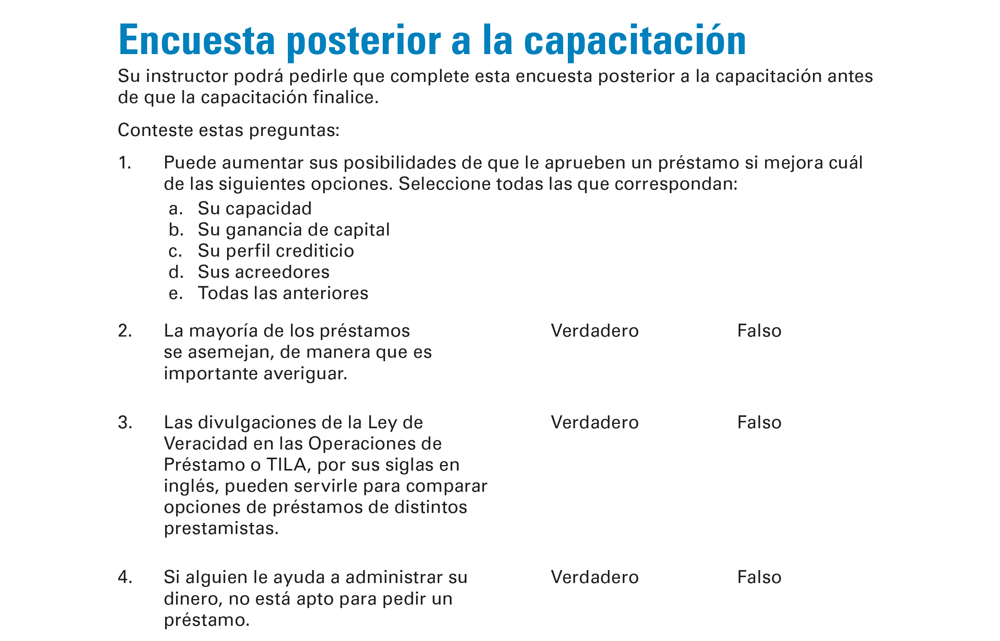 Encuesta posterior a la capacitación
Su instructor podrá pedirle que complete esta encuesta posterior a la capacitación antes
de que la capacitación finalice.
Conteste estas preguntas:
1. Puede aumentar sus posibilidades de que le aprueben un préstamo si mejora cuál
de las siguientes opciones. Seleccione todas las que correspondan:
a. Su capacidad
b. Su ganancia de capital
c. Su perfil crediticio
d. Sus acreedores
e. Todas las anteriores
2. La mayoría de los préstamos Verdadero Falso
se asemejan, de manera que es
importante averiguar.
3. Las divulgaciones de la Ley de Verdadero Falso
Veracidad en las Operaciones de
Préstamo o TILA, por sus siglas en
inglés, pueden servirle para comparar
opciones de préstamos de distintos
prestamistas.
4. Si alguien le ayuda a administrar su Verdadero Falso
dinero, no está apto para pedir un
préstamo.